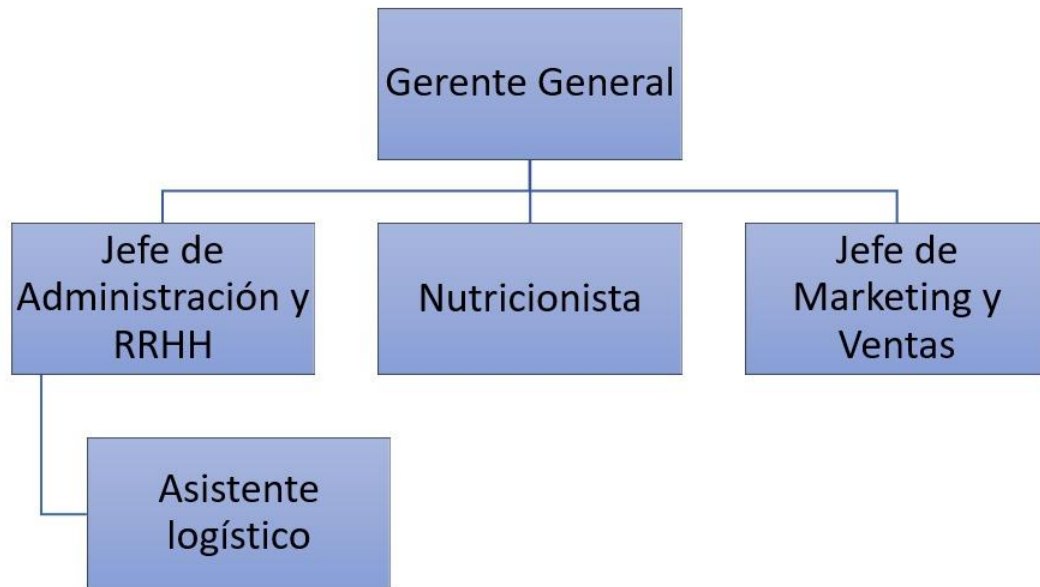 Gerente General
Jefe de
Administración y
RRHH
Nutricionista
Jefe de
Marketing y
Ventas
Asistente
logístico